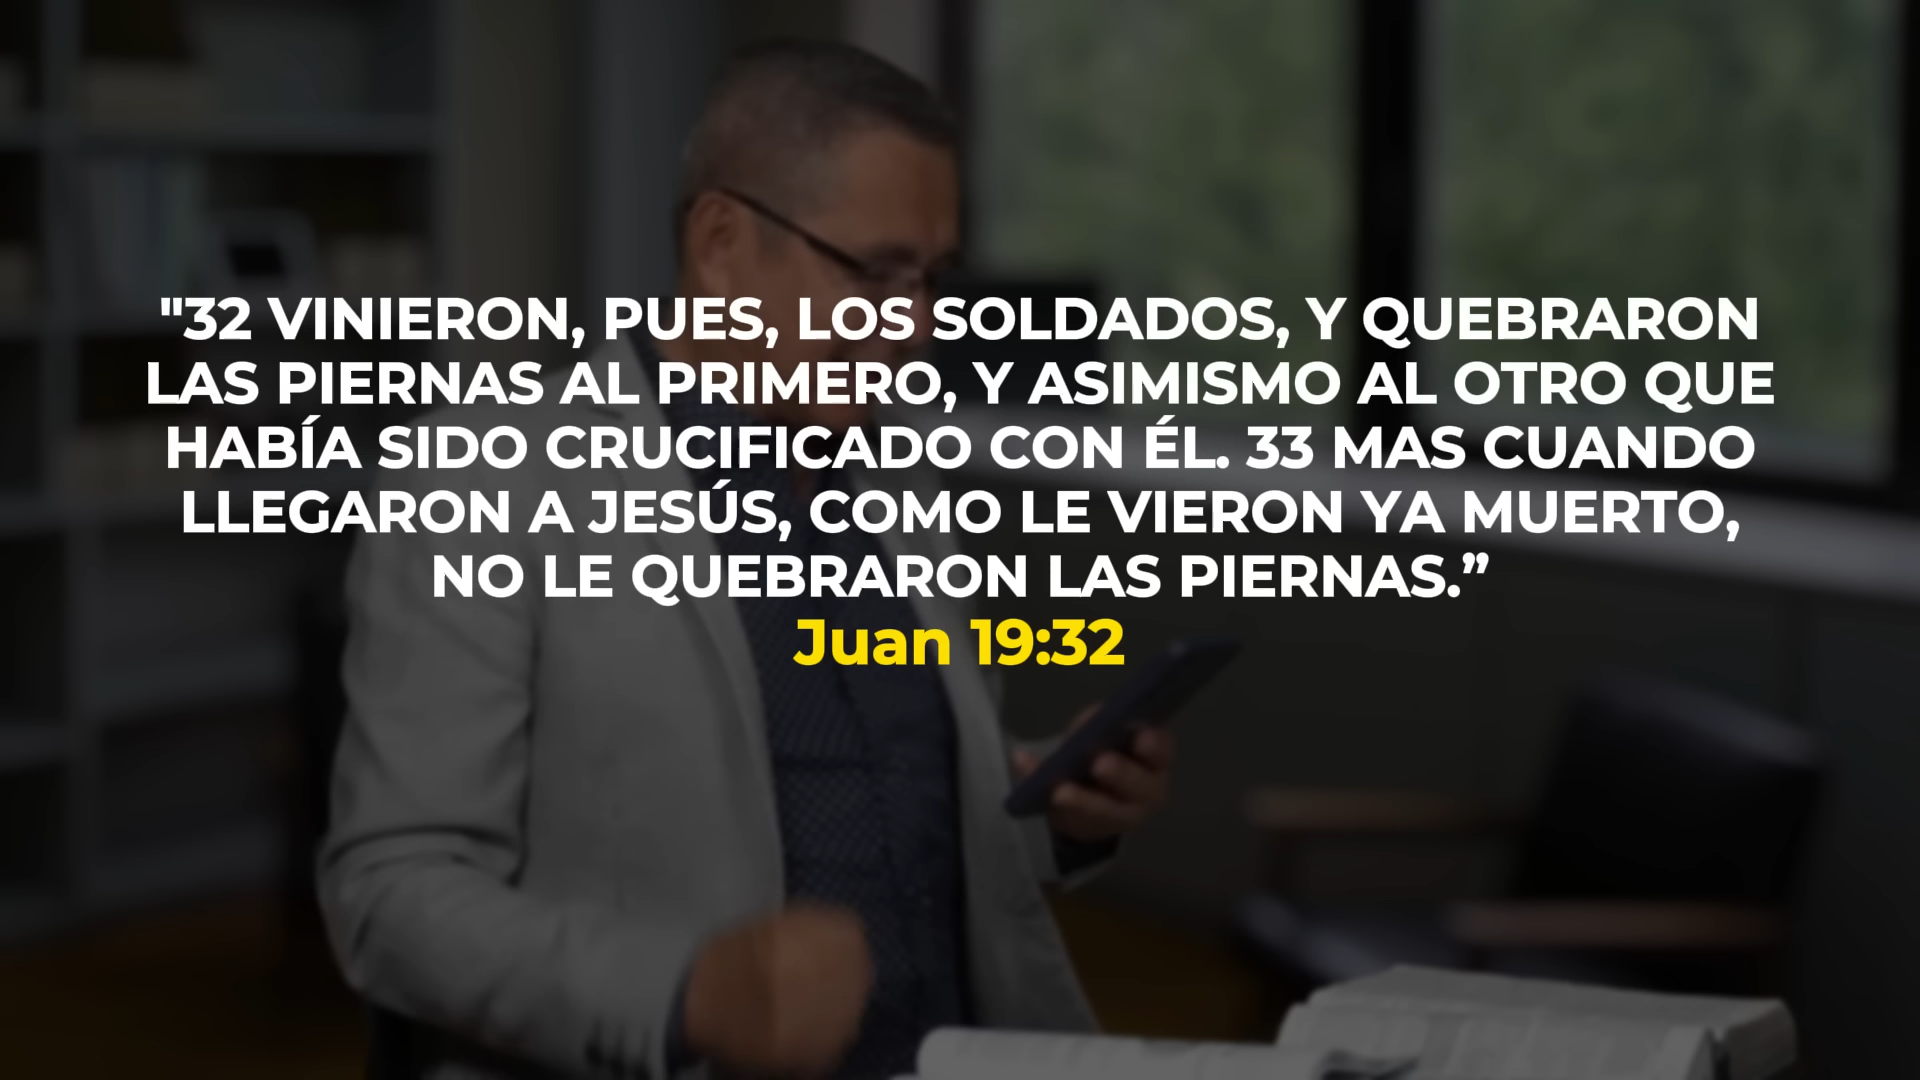 "32 VINIERON, PUES, LOS SOLDADOS, Y QUEBRARON
LAS PIERNAS AL PRIMERO, Y ASIMISMO AL OTRO QUE
HABÍA SIDO CRUCIFICADO CON ÉL. 33 MAS CUANDO
LLEGARON A JESÚS, COMO LE VIERON YA MUERTO,
NO LE QUEBRARON LAS PIERNAS.”
Juan 19:32